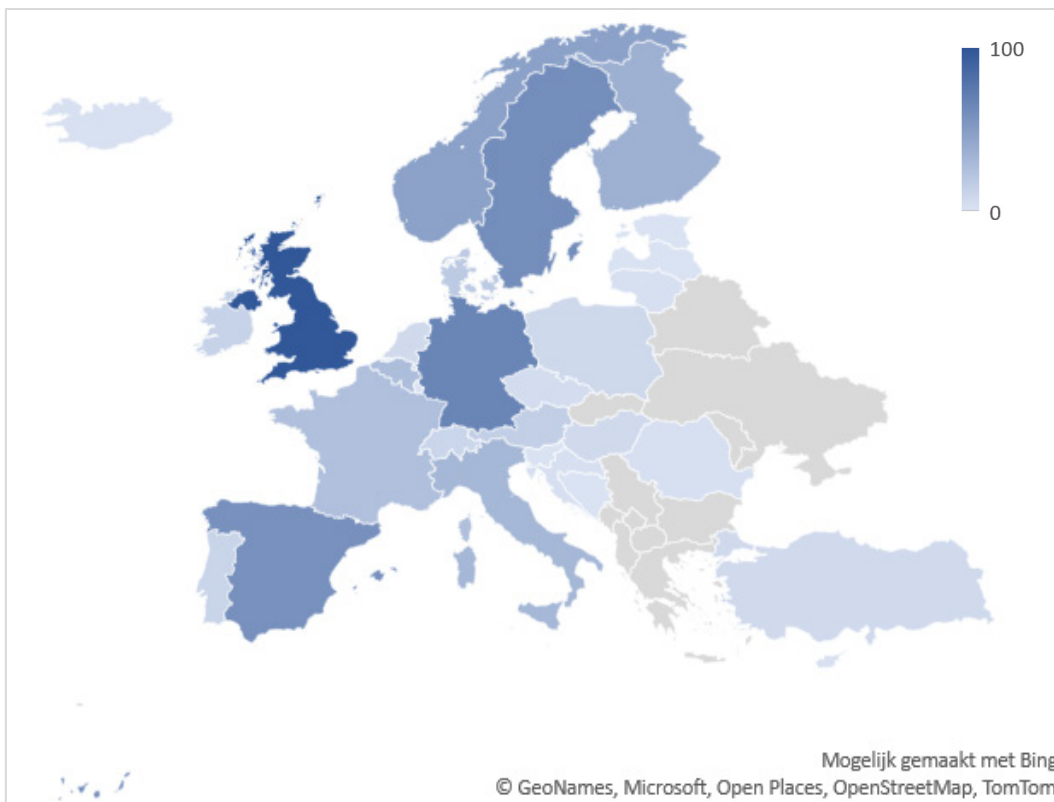 100
0
Mogelijk gemaakt met Bing
© GeoNames, Microsoft, Open Places, OpenStreetMap, TomTom